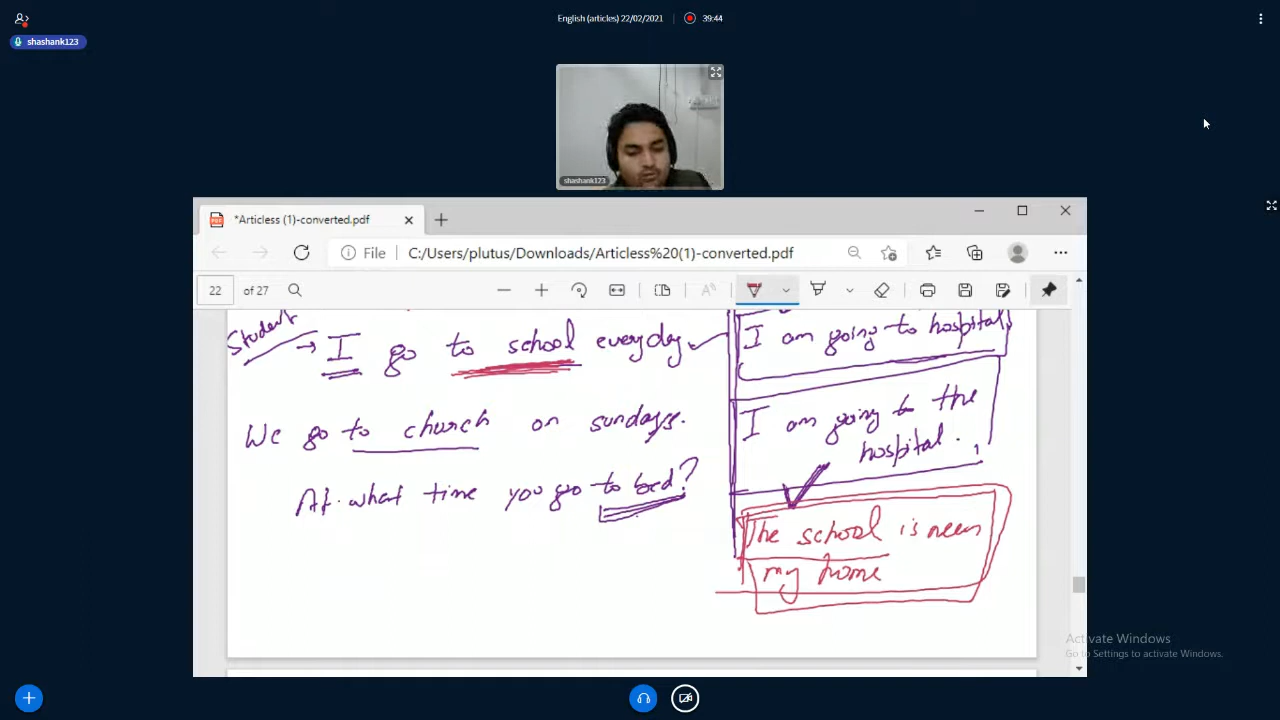 English (articles) 22/02/2021
39:44
shashank123
shashank123
*Articless (1)-converted.pdf
File
C:/Users/plutus/Downloads/Articless%20(1)-converted.pdf
22
of 27
Student
I go to school everyday
We go to church on sundays.
At what time you go to bed?
I am going to hospital
I am going to the
hospital.
The school is near
my home
Activate Windows
Go to Settings to activate Windows.